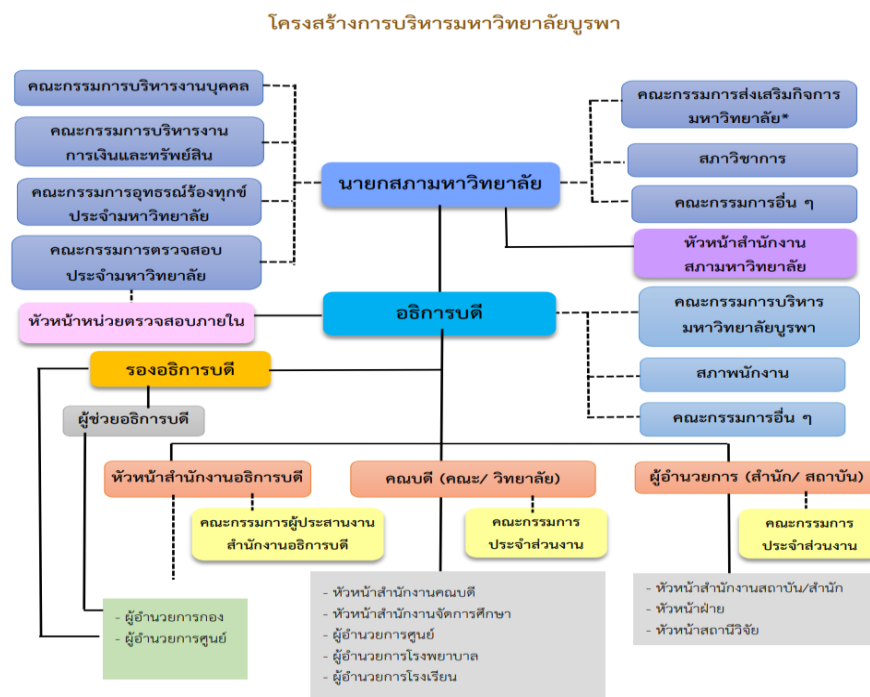 โครงสร้างการบริหารมหาวิทยาลัยบูรพา
คณะกรรมการบริหารงานบุคคล
คณะกรรมการบริหารงาน
การเงินและทรัพย์สิน
คณะกรรมการอุทธรณ์ร้องทุกข์
ประจำมหาวิทยาลัย
คณะกรรมการตรวจสอบ
ประจำมหาวิทยาลัย
นายกสภามหาวิทยาลัย
คณะกรรมการส่งเสริมกิจการ
มหาวิทยาลัย*
สภาวิชาการ
คณะกรรมการอื่น ๆ
หัวหน้าสำนักงาน
สภามหาวิทยาลัย
หัวหน้าหน่วยตรวจสอบภายใน
อธิการบดี
คณะกรรมการบริหาร
มหาวิทยาลัยบูรพา
สภาพนักงาน
คณะกรรมการอื่น ๆ
รองอธิการบดี
ผู้ช่วยอธิการบดี
หัวหน้าสำนักงานอธิการบดี
คณบดี (คณะ/ วิทยาลัย)
ผู้อำนวยการ (สำนัก/ สถาบัน)
คณะกรรมการผู้ประสานงาน
สำนักงานอธิการบดี
คณะกรรมการ
ประจำส่วนงาน
คณะกรรมการ
ประจำส่วนงาน
- ผู้อำนวยการกอง
- ผู้อำนวยการศูนย์
- หัวหน้าสำนักงานคณบดี
- หัวหน้าสำนักงานจัดการศึกษา
- ผู้อำนวยการศูนย์
- ผู้อำนวยการโรงพยาบาล
- ผู้อำนวยการโรงเรียน
- หัวหน้าสำนักงานสถาบัน/สำนัก
- หัวหน้าฝ่าย
- หัวหน้าสถานีวิจัย